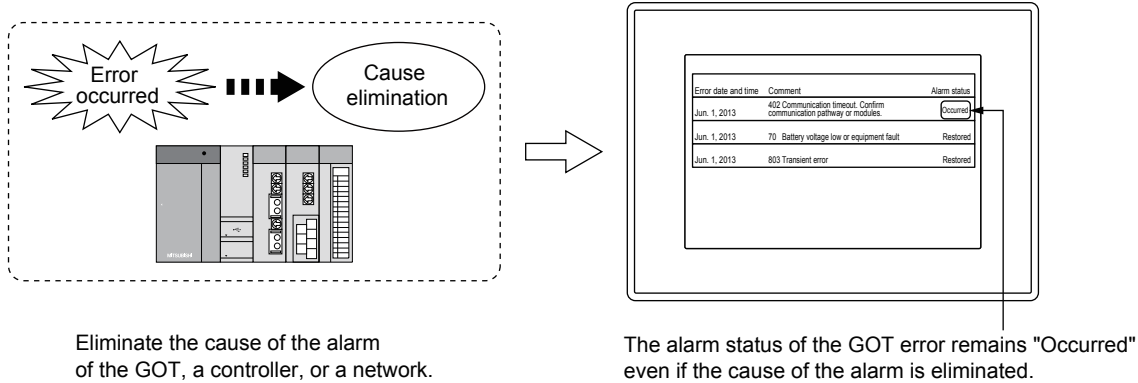 Error
occurred
Cause
elimination
MITSUBISHI
Eliminate the cause of the alarm
of the GOT, a controller, or a network.
Error date and time Comment Alarm status
Jun. 1, 2013 402 Communication timeout. Confirm
communication pathway or modules. Occurred
Jun. 1, 2013 70 Battery voltage low or equipment fault Restored
Jun. 1, 2013 803 Transient error Restored
The alarm status of the GOT error remains "Occurred"
even if the cause of the alarm is eliminated.